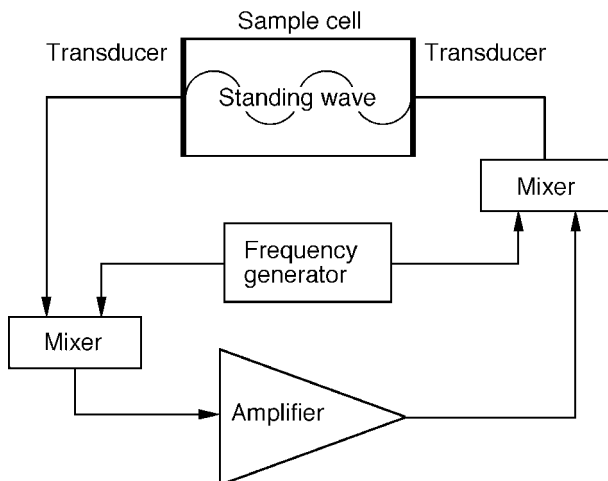 Sample cell
Transducer
Transducer
Standing wave
Mixer
Frequency
generator
Mixer
Amplifier